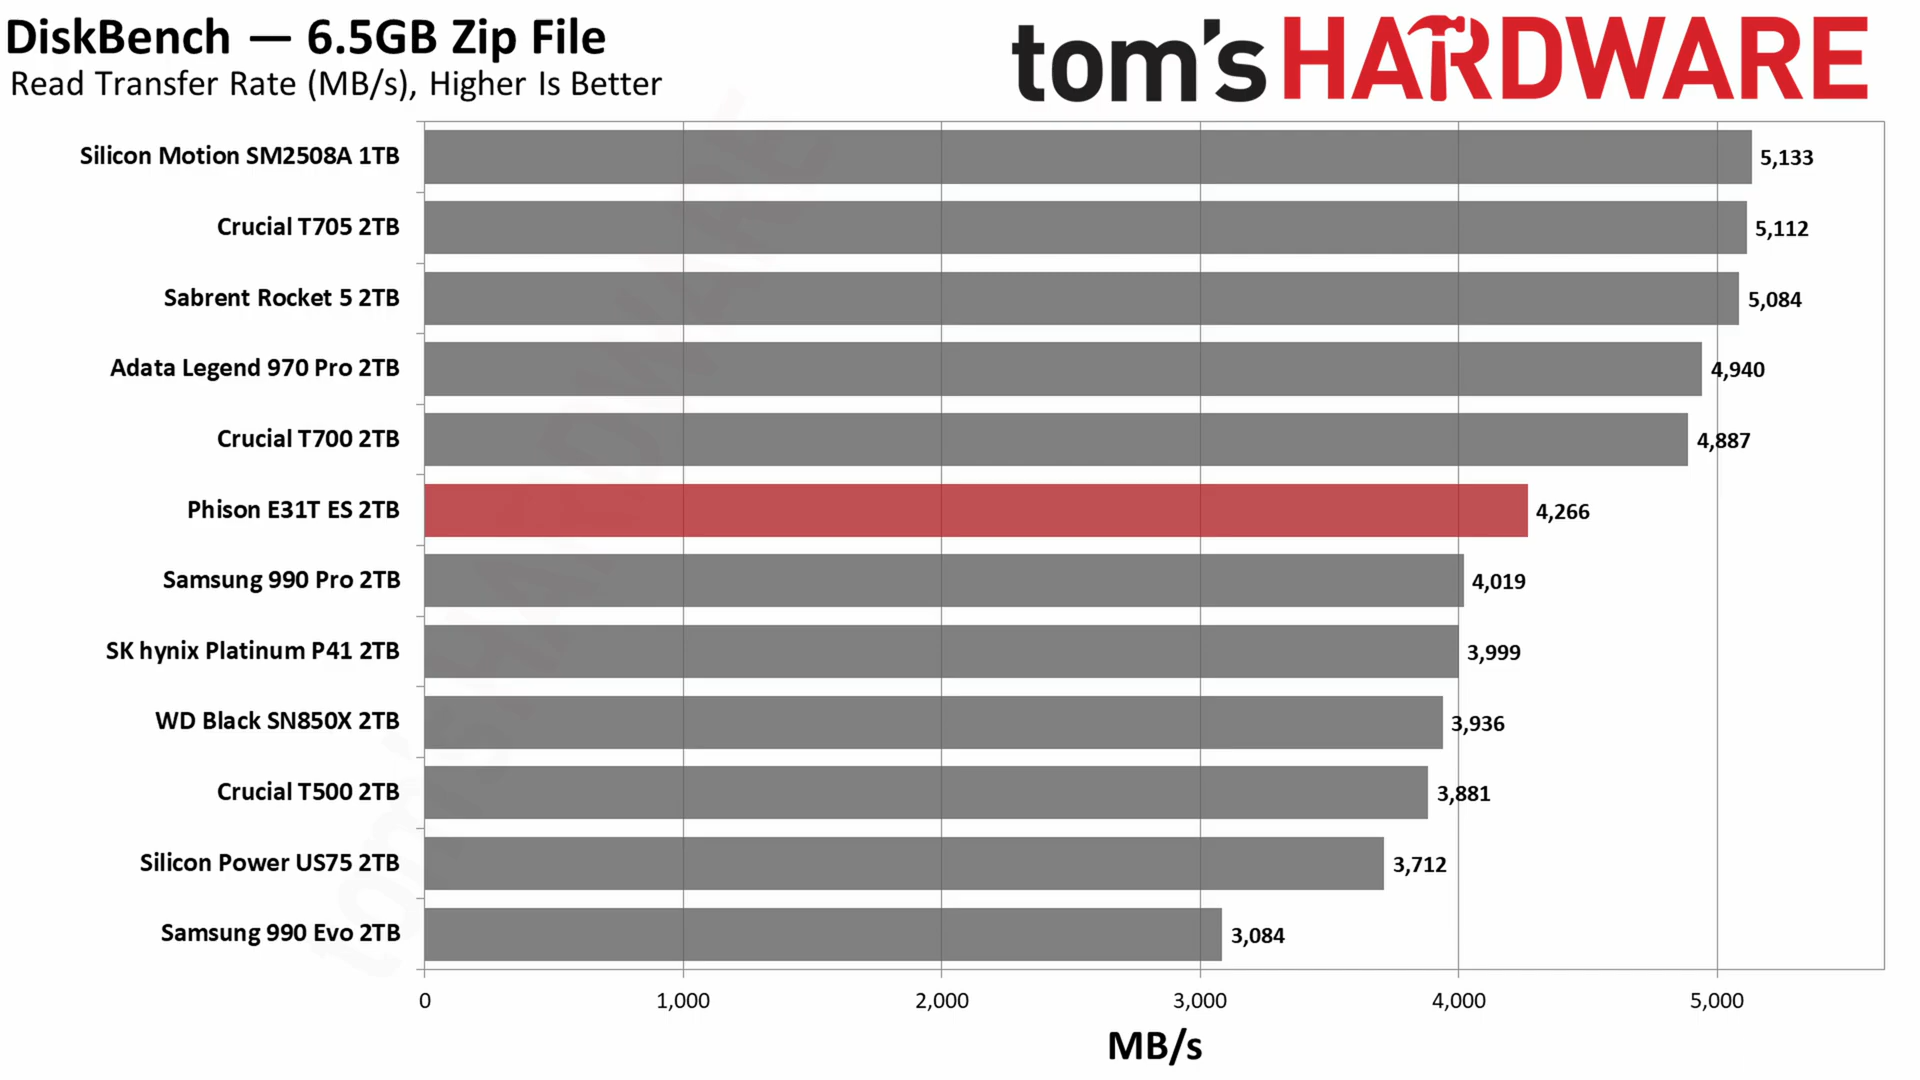 DiskBench — 6.5GB Zip File
Read Transfer Rate (MB/s), Higher Is Better
tom's HARDWARE
Silicon Motion SM2508A 1TB 5,133
Crucial T705 2TB 5,112
Sabrent Rocket 5 2TB 5,084
Adata Legend 970 Pro 2TB 4,940
Crucial T700 2TB 4,887
Phison E31T ES 2TB 4,266
Samsung 990 Pro 2TB 4,019
SK hynix Platinum P41 2TB 3,999
WD Black SN850X 2TB 3,936
Crucial T500 2TB 3,881
Silicon Power US75 2TB 3,712
Samsung 990 Evo 2TB 3,084
0 1,000 2,000 3,000 4,000 5,000
MB/s
tom's HARDWARE